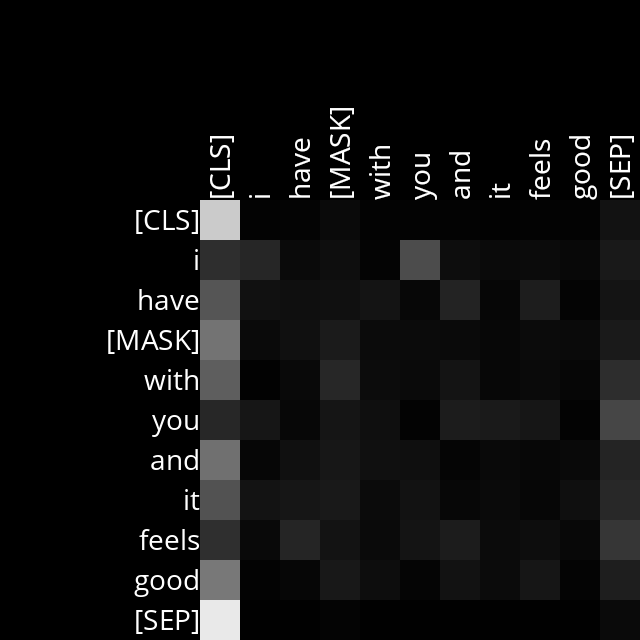 [CLS] i have [MASK] with you and it feels good [SEP]
[CLS]
i
have
[MASK]
with
you
and
it
feels
good
[SEP]